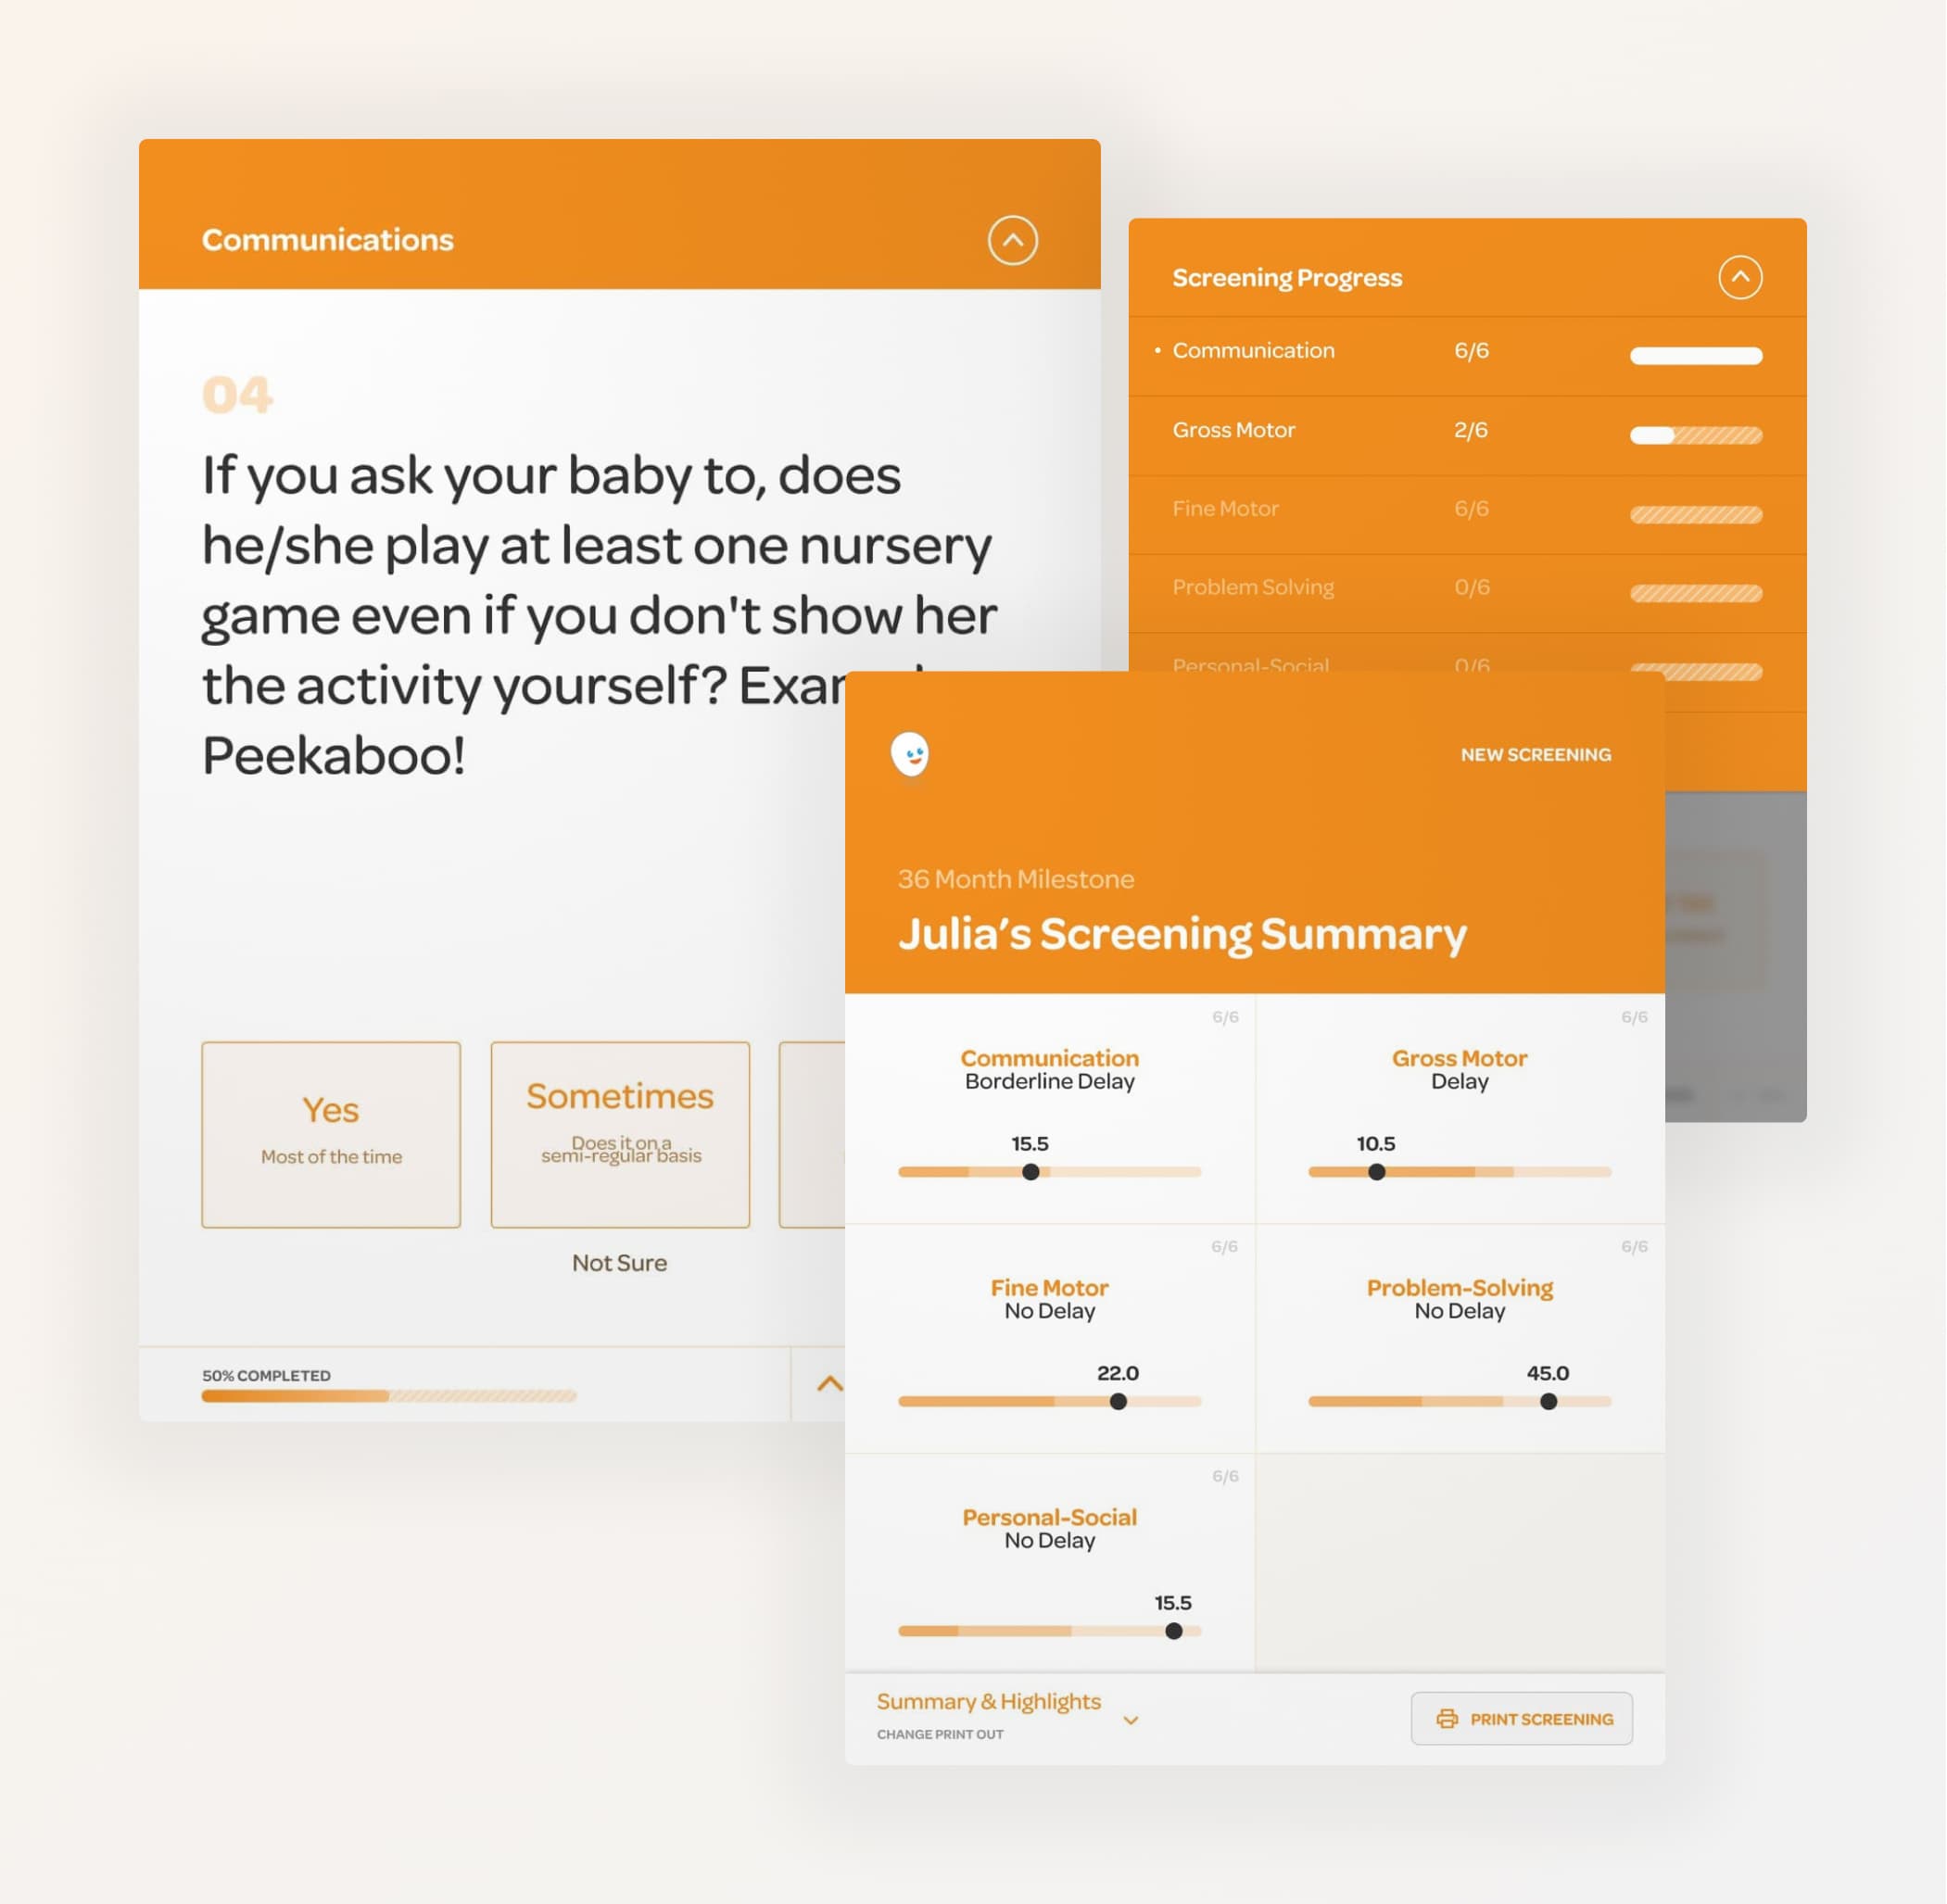 Communications
04
If you ask your baby to, does
he/she play at least one nursery
game even if you don't show her
the activity yourself?
Peekaboo!
Yes
Most of the time
Sometimes
Does it on a
semi-regular basis
Not Sure
50% COMPLETED
Screening Progress
Communication 6/6
Gross Motor 2/6
Fine Motor 6/6
Problem Solving 0/6
Personal-Social 0/6
NEW SCREENING
36 Month Milestone
Julia’s Screening Summary
6/6
Communication
Borderline Delay
15.5
6/6
Gross Motor
Delay
10.5
6/6
Fine Motor
No Delay
22.0
6/6
Problem-Solving
No Delay
45.0
6/6
Personal-Social
No Delay
15.5
Summary & Highlights
CHANGE PRINT OUT
PRINT SCREENING